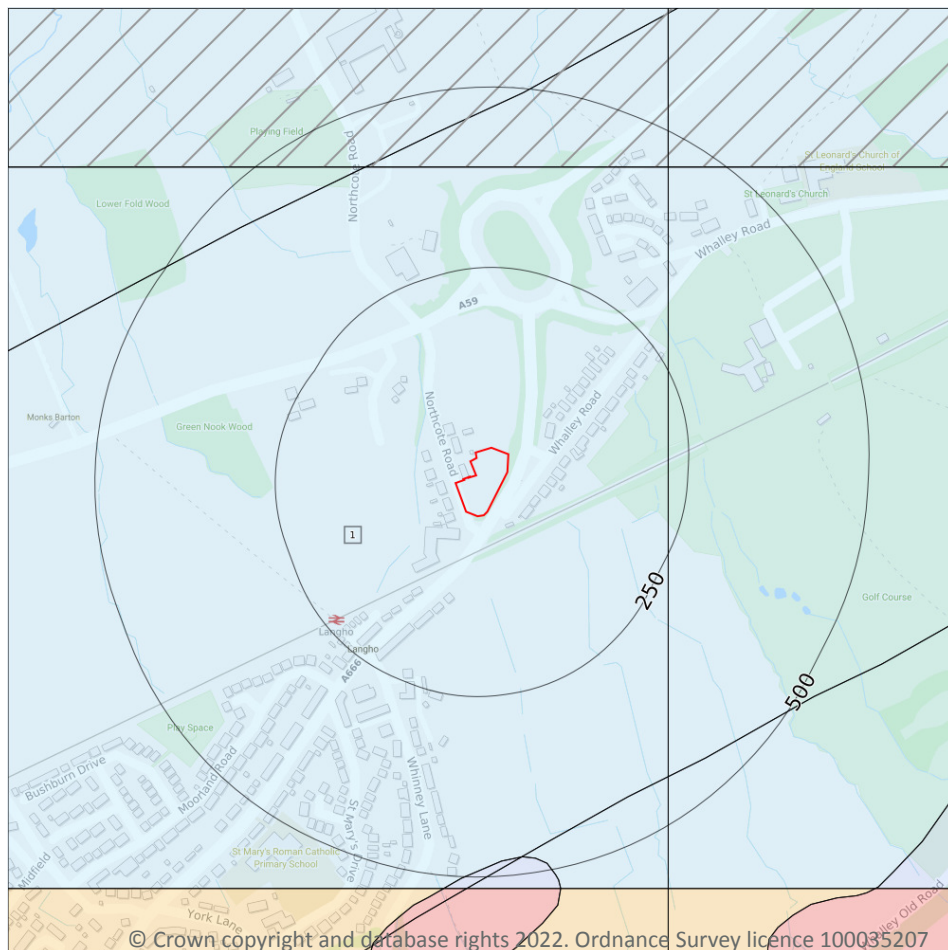 Playing Field
Northcote Road
St Leonard's Church of
England School
St Leonard's Church
Lower Fold Wood
Whalley Road
A59
Monks Barton
Green Nook Wood
Northcote Road
Whalley Road
1
250
Golf Course
Langho
Langho
A666
500
Play Space
Moorland Road
Bushburn Drive
Whinney Lane
St Mary's Drive
St Mary's Roman Catholic
Primary School
Midfield
York Lane
Whalley Old Road
© Crown copyright and database rights 2022. Ordnance Survey licence 100035207